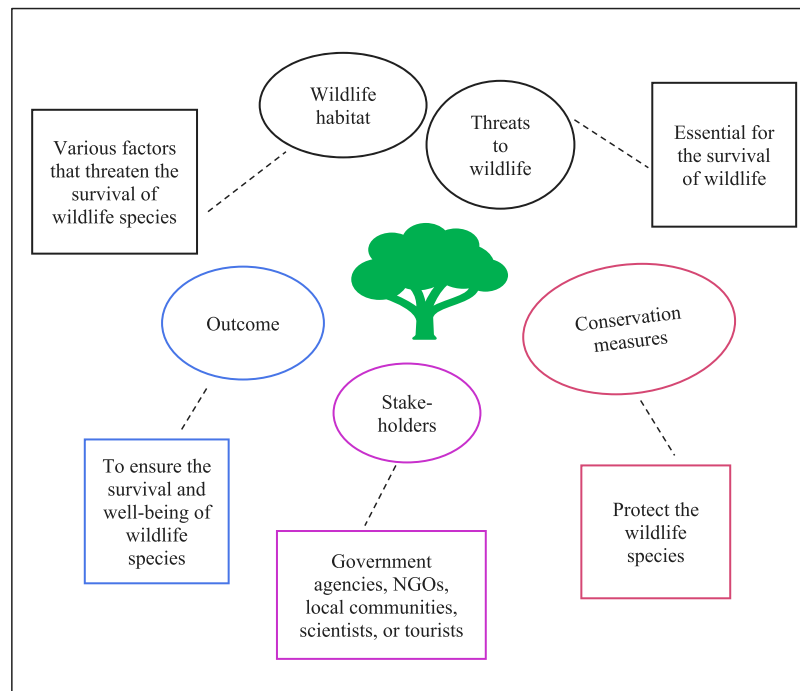 Wildlife
habitat
Threats
to
wildlife
Various factors
that threaten the
survival of
wildlife species
Essential for
the survival
of wildlife
Outcome
Conservation
measures
Stake-
holders
To ensure the
survival and
well-being of
wildlife
species
Protect the
wildlife
species
Government
agencies, NGOs,
local communities,
scientists, or tourists